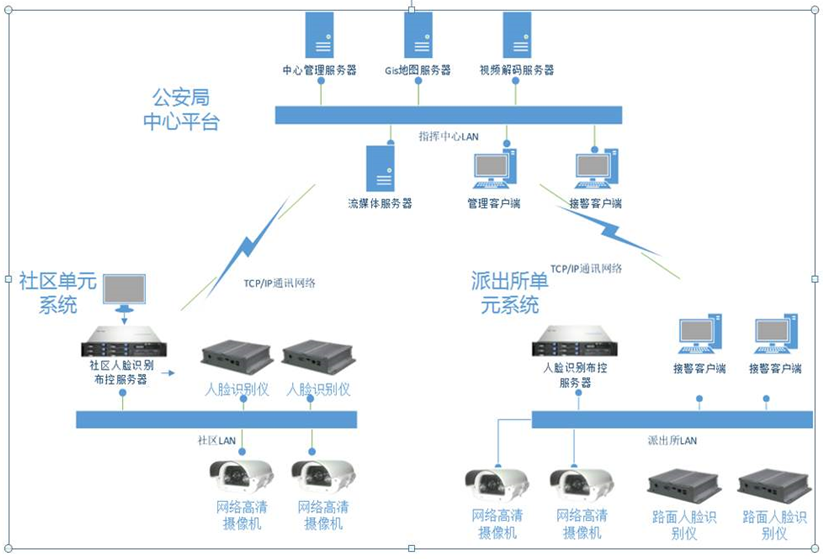 中心管理服务器
Gis地图服务器
视频解码服务器
公安局
中心平台
指挥中心LAN
流媒体服务器
管理客户端
接警客户端
TCP/IP通讯网络
TCP/IP通讯网络
社区单元
系统
派出所单
元系统
社区人脸识别
布控服务器
人脸识别仪
人脸识别仪
人脸识别布控
服务器
接警客户端
接警客户端
社区LAN
派出所LAN
网络高清
摄像机
网络高清
摄像机
网络高清
摄像机
网络高清
摄像机
路面人脸识
别仪
路面人脸识
别仪